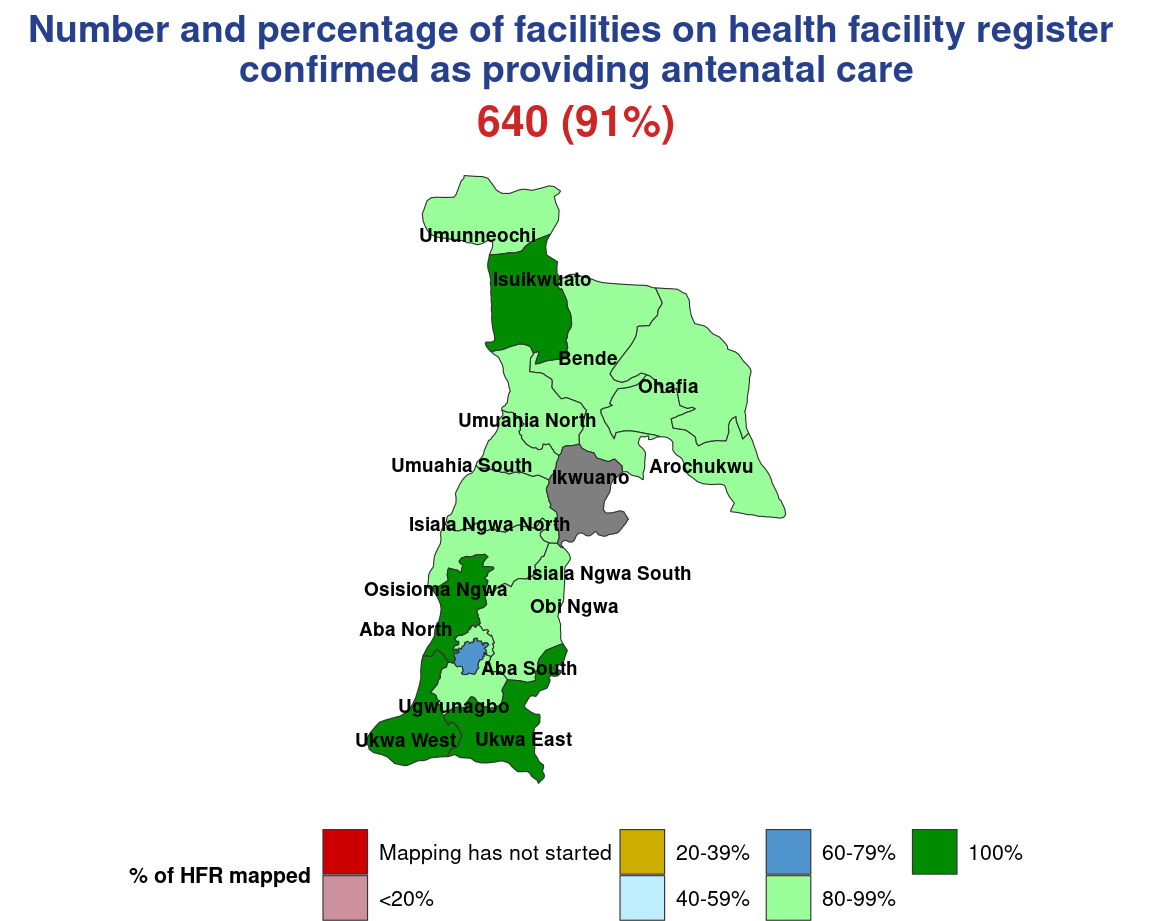 Number and percentage of facilities on health facility register
confirmed as providing antenatal care
640 (91%)
Umunneochi
Isuikwuato
Bende
Ohafia
Umuahia North
Umuahia South
Arochukwu
Ikwuano
Isiala Ngwa North
Isiala Ngwa South
Osisioma Ngwa
Obi Ngwa
Aba North
Aba South
Ugwunagbo
Ukwa West
Ukwa East
% of HFR mapped
Mapping has not started
<20%
20-39%
40-59%
60-79%
80-99%
100%